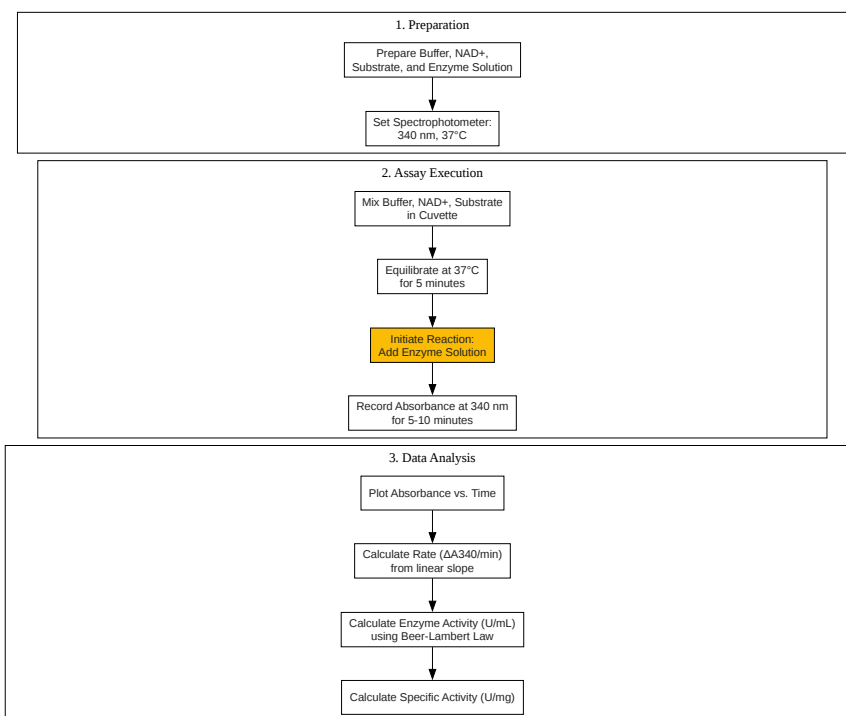 1. Preparation
Prepare Buffer, NAD+,
Substrate, and Enzyme Solution
Set Spectrophotometer:
340 nm, 37°C
2. Assay Execution
Mix Buffer, NAD+, Substrate
in Cuvette
Equilibrate at 37°C
for 5 minutes
Initiate Reaction:
Add Enzyme Solution
Record Absorbance at 340 nm
for 5-10 minutes
3. Data Analysis
Plot Absorbance vs. Time
Calculate Rate (ΔA340/min)
from linear slope
Calculate Enzyme Activity (U/mL)
using Beer-Lambert Law
Calculate Specific Activity (U/mg)